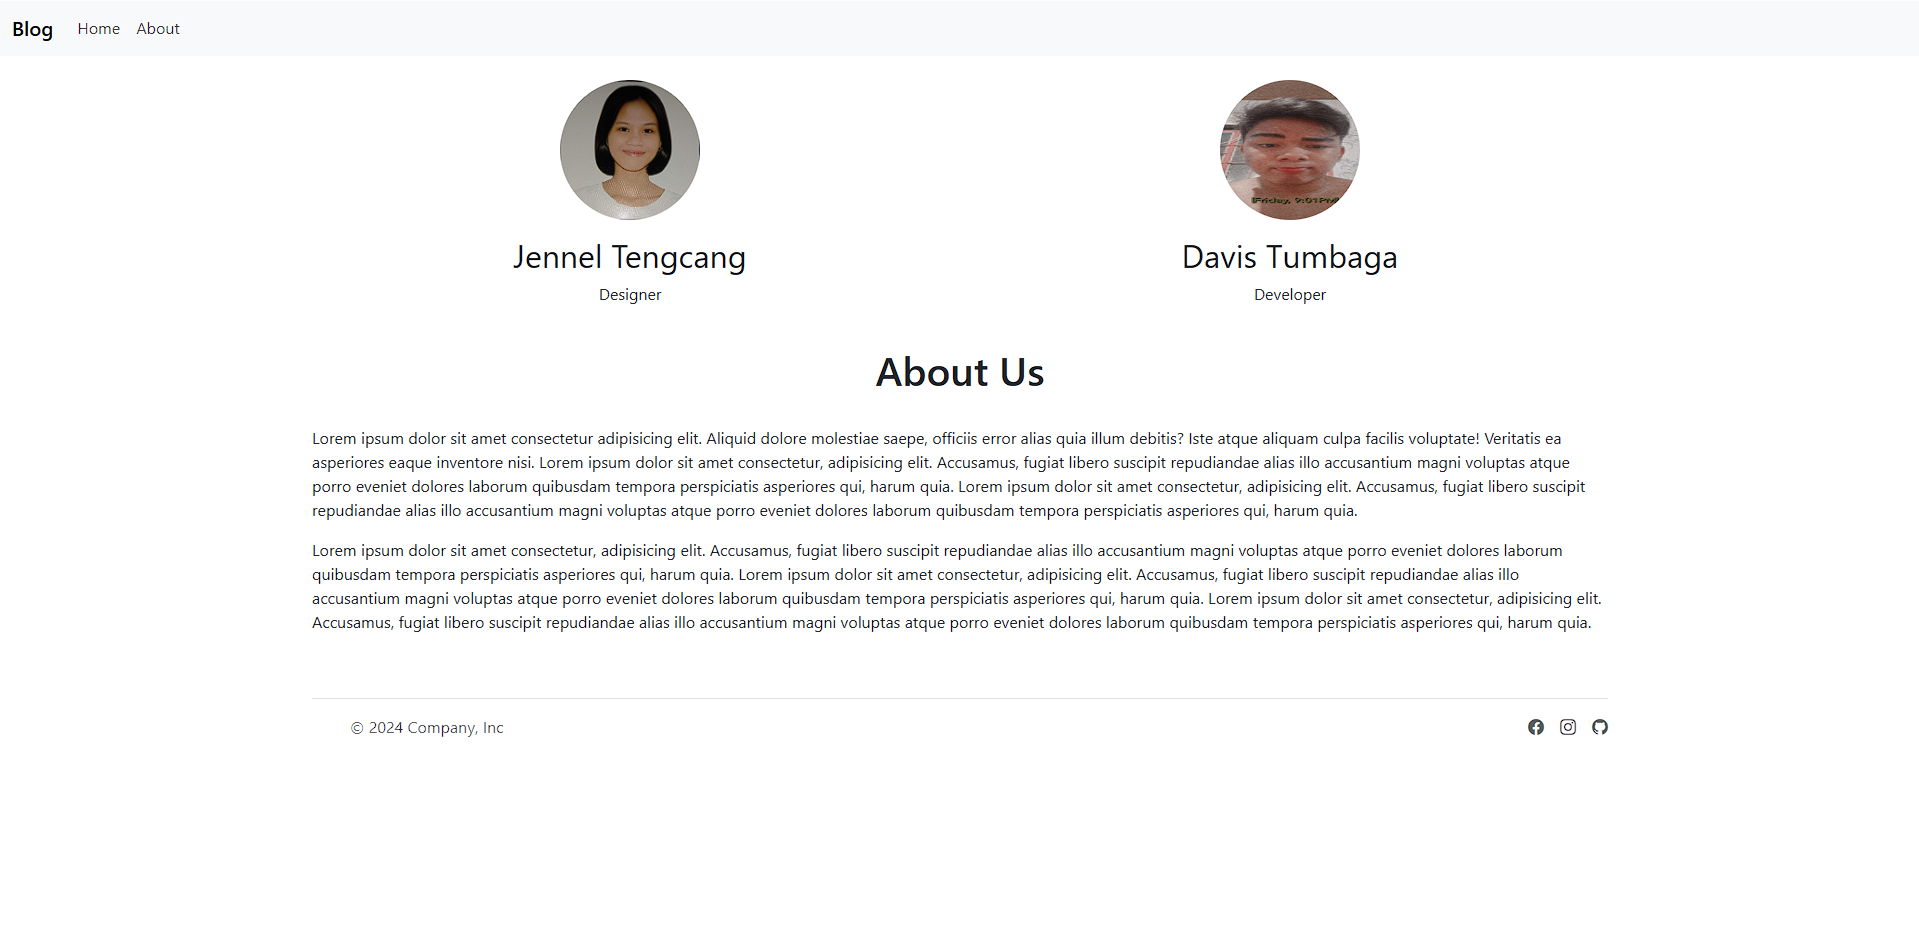 Blog Home About
Friday, 9:01 PM
Jennel Tengcang
Designer
Davis Tumbaga
Developer
About Us
Lorem ipsum dolor sit amet consectetur adipisicing elit. Aliquid dolore molestiae saepe, officiis error alias quia illum debitis? Iste atque aliquam culpa facilis voluptate! Veritatis ea
asperiores eaque inventore nisi. Lorem ipsum dolor sit amet consectetur, adipisicing elit. Accusamus, fugiat libero suscipit repudiandae alias illo accusantium magni voluptas atque
porro eveniet dolores laborum quibusdam tempora perspiciatis asperiores qui, harum quia. Lorem ipsum dolor sit amet consectetur, adipisicing elit. Accusamus, fugiat libero suscipit
repudiandae alias illo accusantium magni voluptas atque porro eveniet dolores laborum quibusdam tempora perspiciatis asperiores qui, harum quia.
Lorem ipsum dolor sit amet consectetur, adipisicing elit. Accusamus, fugiat libero suscipit repudiandae alias illo accusantium magni voluptas atque porro eveniet dolores laborum
quibusdam tempora perspiciatis asperiores qui, harum quia. Lorem ipsum dolor sit amet consectetur, adipisicing elit. Accusamus, fugiat libero suscipit repudiandae alias illo
accusantium magni voluptas atque porro eveniet dolores laborum quibusdam tempora perspiciatis asperiores qui, harum quia. Lorem ipsum dolor sit amet consectetur, adipisicing elit.
Accusamus, fugiat libero suscipit repudiandae alias illo accusantium magni voluptas atque porro eveniet dolores laborum quibusdam tempora perspiciatis asperiores qui, harum quia.
© 2024 Company, Inc